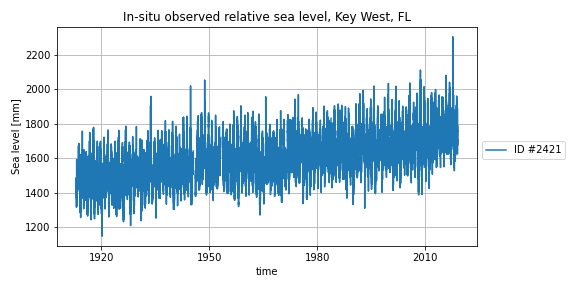 In-situ observed relative sea level, Key West, FL
Sea level [mm]
2200
2000
1800
1600
1400
1200
1920
1950
1980
2010
time
ID #2421